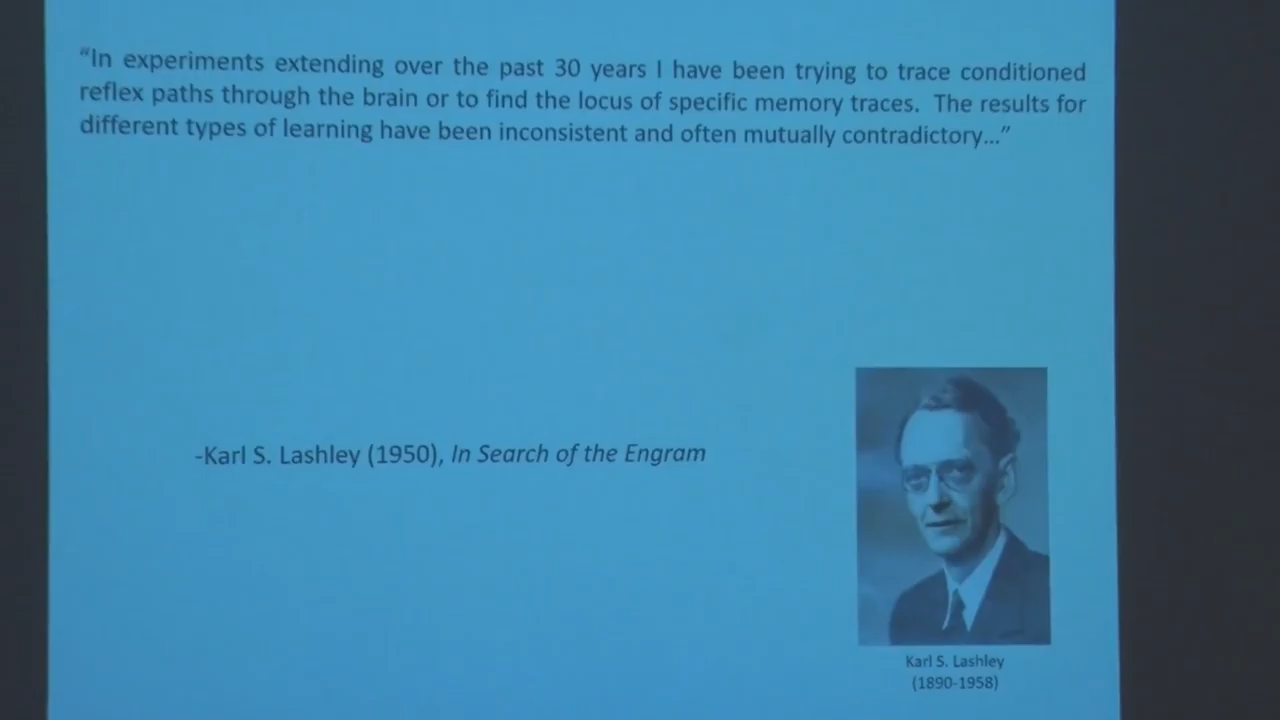 “In experiments extending over the past 30 years I have been trying to trace conditioned
reflex paths through the brain or to find the locus of specific memory traces. The results for
different types of learning have been inconsistent and often mutually contradictory...”
-Karl S. Lashley (1950), In Search of the Engram
Karl S. Lashley
(1890-1958)